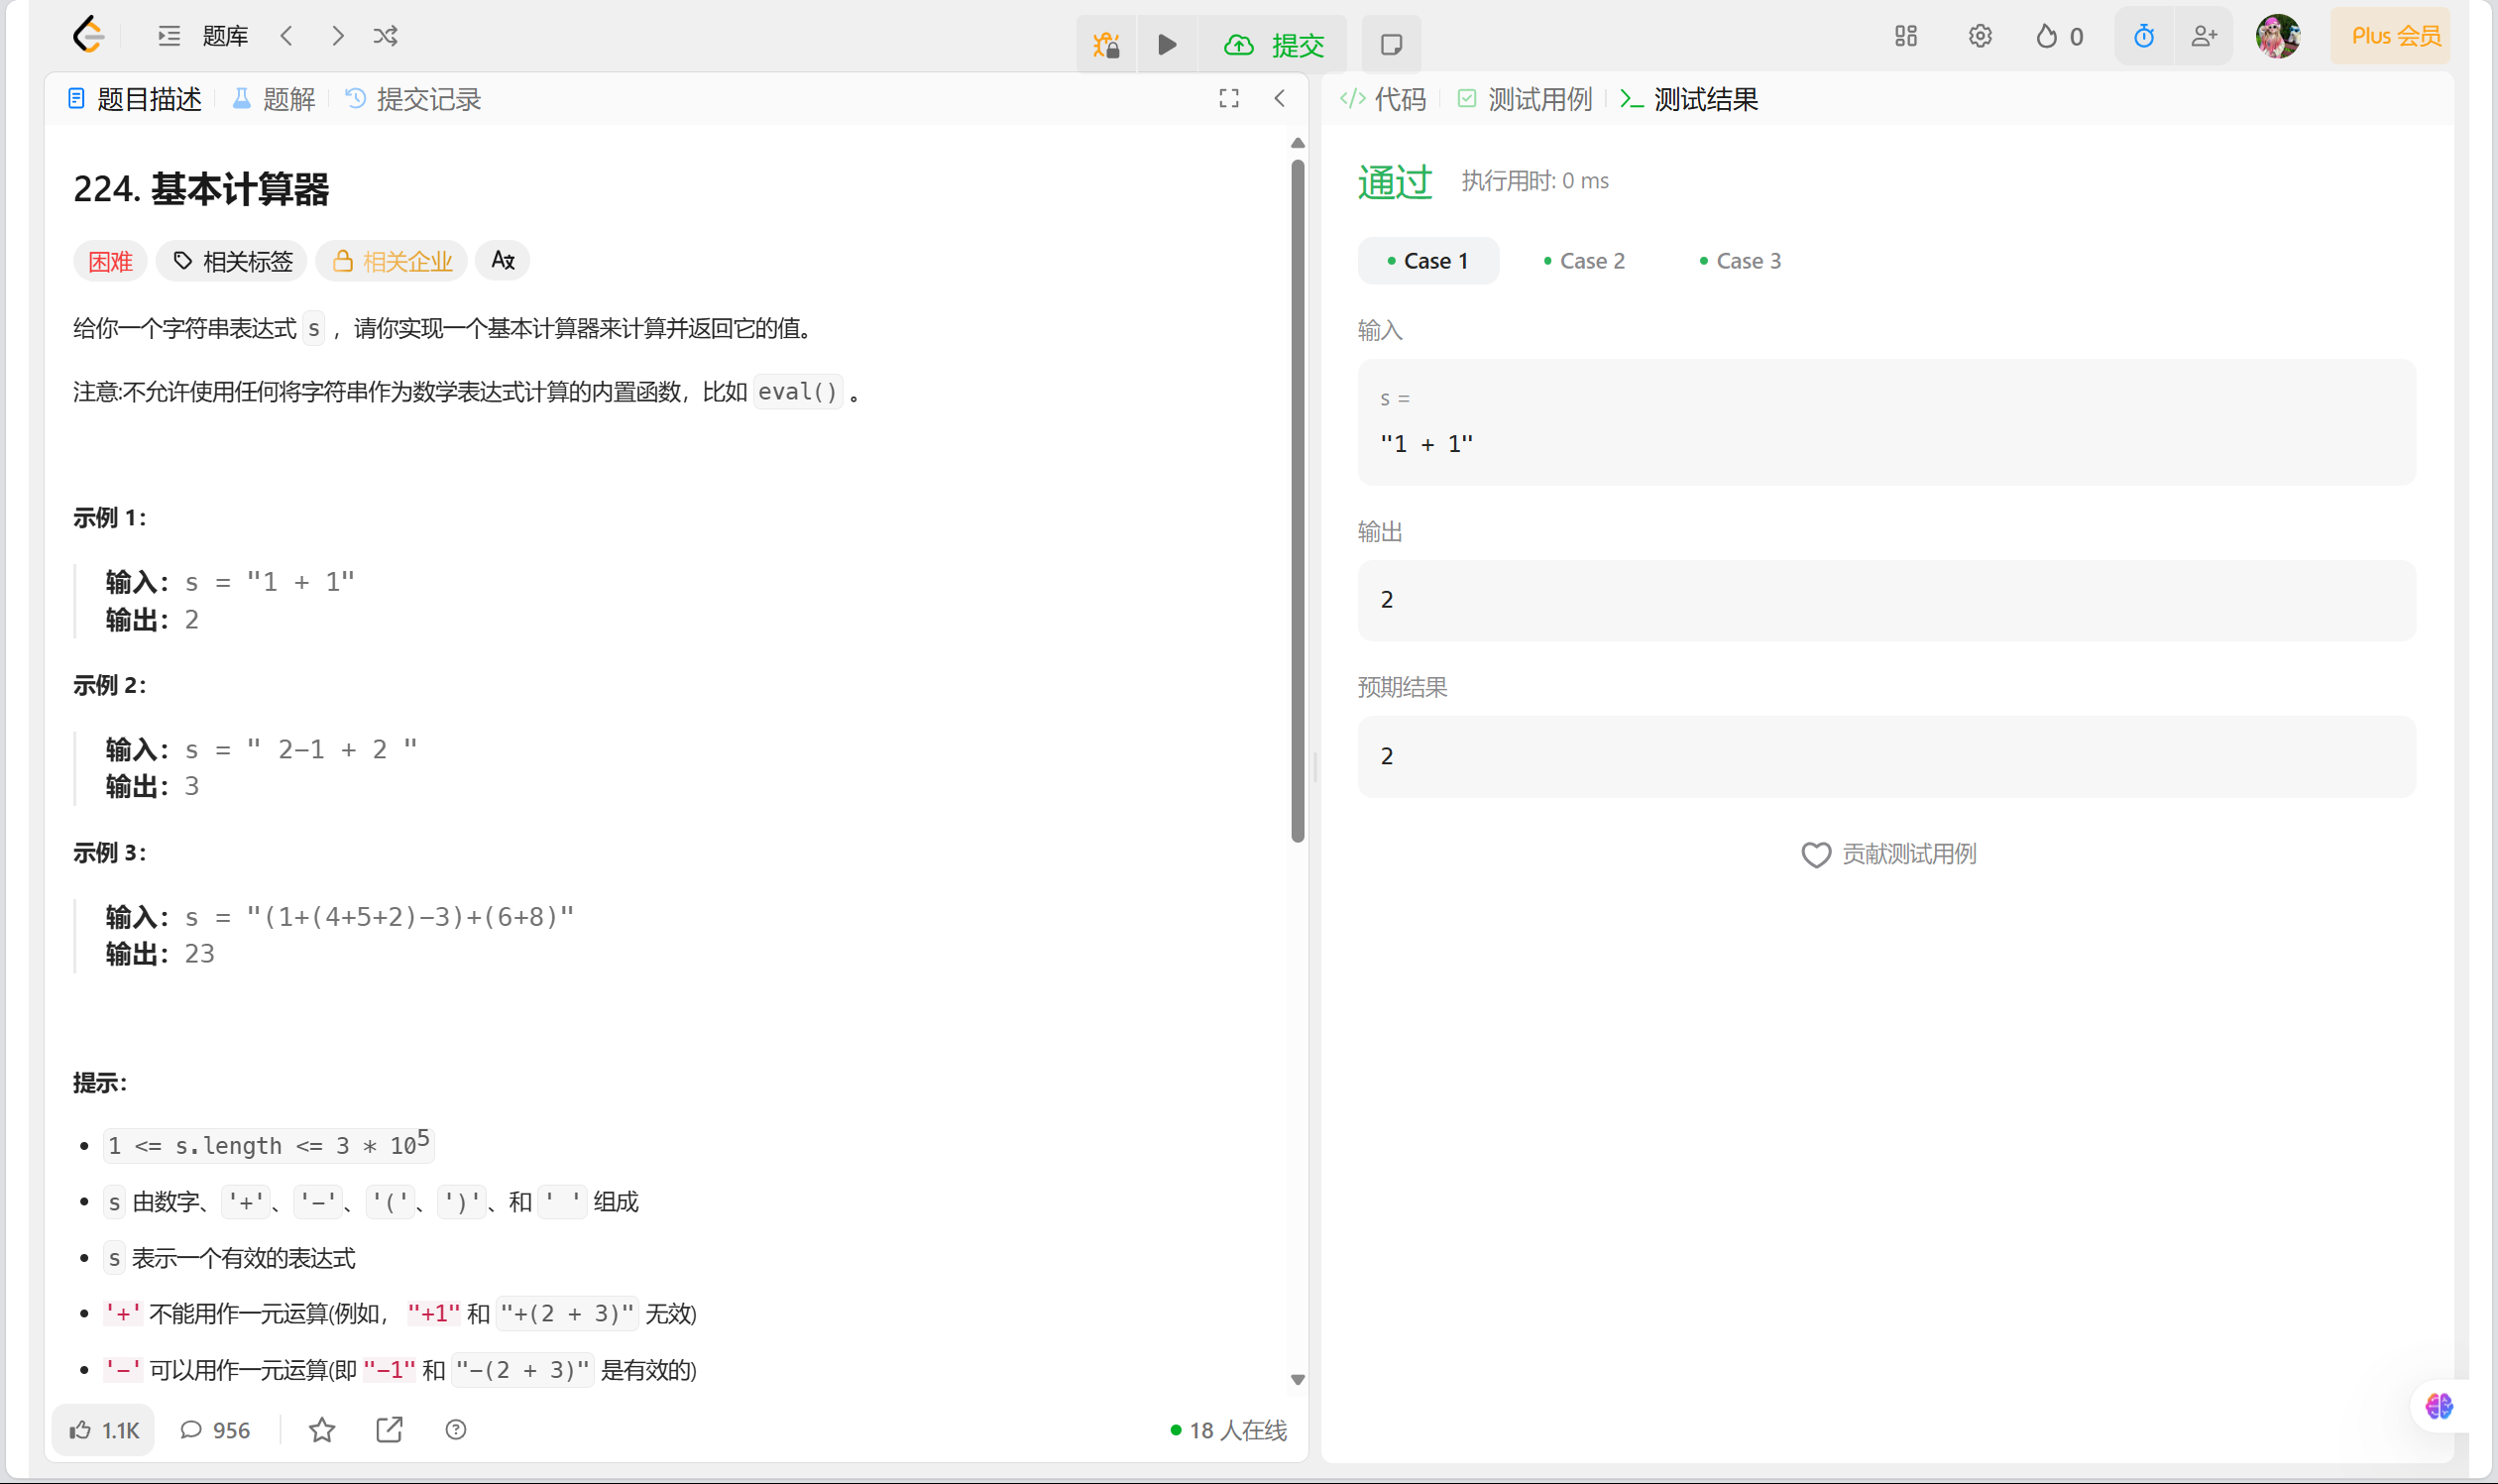 题库
提交
0
Plus 会员
题目描述
题解
提交记录
224. 基本计算器
困难
相关标签
相关企业
给你一个字符串表达式 s ，请你实现一个基本计算器来计算并返回它的值。
注意:不允许使用任何将字符串作为数学表达式计算的内置函数，比如 eval() 。
示例 1：
输入：s = "1 + 1"
输出：2
示例 2：
输入：s = " 2-1 + 2 "
输出：3
示例 3：
输入：s = "(1+(4+5+2)-3)+(6+8)"
输出：23
提示：
1 <= s.length <= 3 * 10^5
s 由数字、'+'、'-'、'('、')'、和 ' ' 组成
s 表示一个有效的表达式
'+' 不能用作一元运算(例如， "+1" 和 "+(2 + 3)" 无效)
'-' 可以用作一元运算(即 "-1" 和 "-(2 + 3)" 是有效的)
1.1K
956
18 人在线
代码
测试用例
测试结果
通过
执行用时: 0 ms
Case 1
Case 2
Case 3
输入
s =
"1 + 1"
输出
2
预期结果
2
贡献测试用例